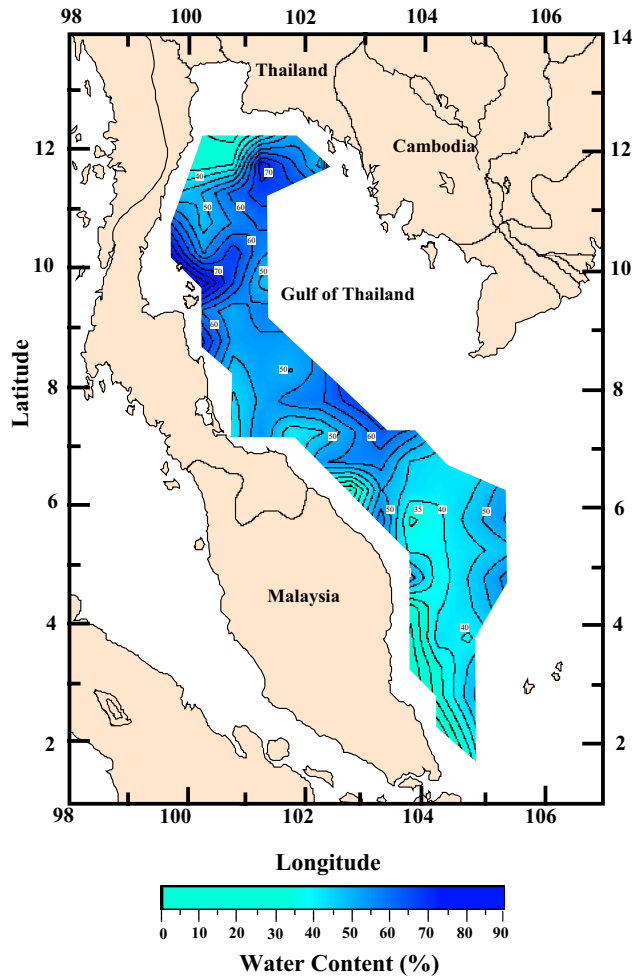 98 100 102 104 106
14
Thailand
12 Cambodia 12
40
70
50 60
60
10 70 50 10
Gulf of Thailand
60
50
8 8
Latitude
50 60
6 50 35 40 50 6
Malaysia
4 40 4
2 2
98 100 102 104 106
Longitude
0 10 20 30 40 50 60 70 80 90
Water Content (%)